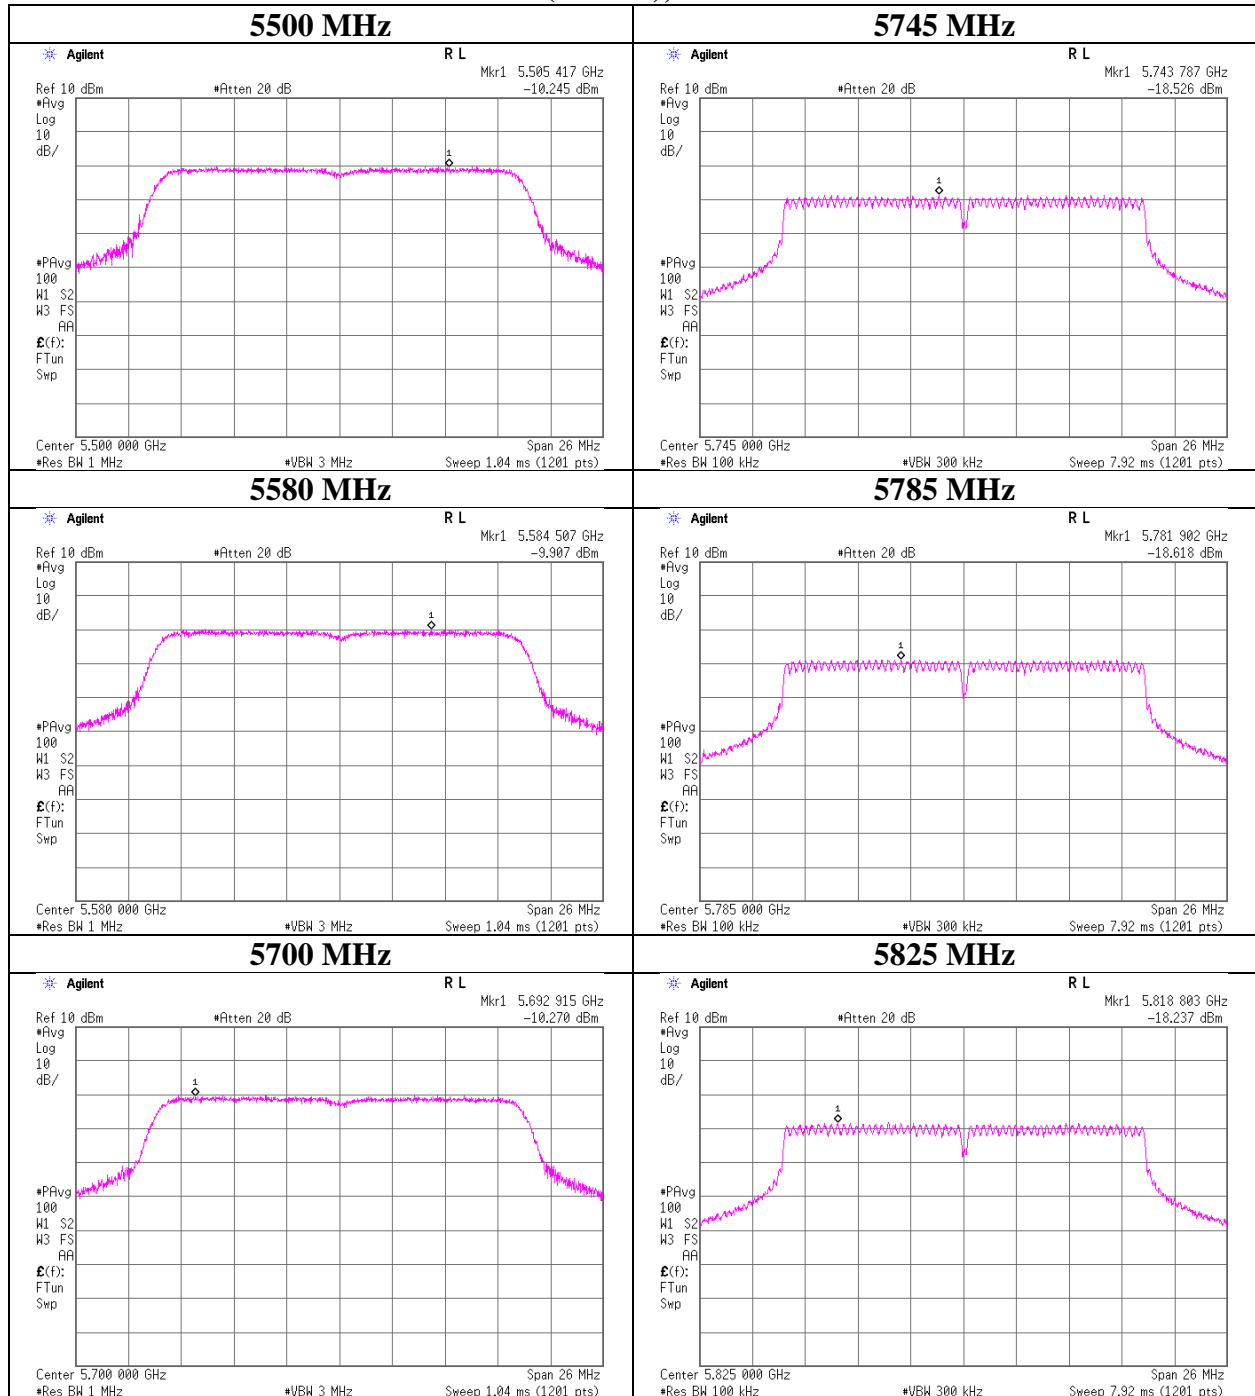 5500 MHz
Agilent
R L
Mkr1 5.505 417 GHz
Ref 10 dBm #Atten 20 dB -10.245 dBm
#Avg
Log
10
dB/
1
#PAvg
100
W1 S2
W3 FS
AA
£(f):
FTun
Swp
Center 5.500 000 GHz Span 26 MHz
#Res BW 1 MHz #VBW 3 MHz Sweep 1.04 ms (1201 pts)
5745 MHz
Agilent
R L
Mkr1 5.743 787 GHz
Ref 10 dBm #Atten 20 dB -18.526 dBm
#Avg
Log
10
dB/
1
#PAvg
100
W1 S2
W3 FS
AA
£(f):
FTun
Swp
Center 5.745 000 GHz Span 26 MHz
#Res BW 100 kHz #VBW 300 kHz Sweep 7.92 ms (1201 pts)
5580 MHz
Agilent
R L
Mkr1 5.584 507 GHz
Ref 10 dBm #Atten 20 dB -9.907 dBm
#Avg
Log
10
dB/
1
#PAvg
100
W1 S2
W3 FS
AA
£(f):
FTun
Swp
Center 5.580 000 GHz Span 26 MHz
#Res BW 1 MHz #VBW 3 MHz Sweep 1.04 ms (1201 pts)
5785 MHz
Agilent
R L
Mkr1 5.781 902 GHz
Ref 10 dBm #Atten 20 dB -18.618 dBm
#Avg
Log
10
dB/
1
#PAvg
100
W1 S2
W3 FS
AA
£(f):
FTun
Swp
Center 5.785 000 GHz Span 26 MHz
#Res BW 100 kHz #VBW 300 kHz Sweep 7.92 ms (1201 pts)
5700 MHz
Agilent
R L
Mkr1 5.692 915 GHz
Ref 10 dBm #Atten 20 dB -10.270 dBm
#Avg
Log
10
dB/
1
#PAvg
100
W1 S2
W3 FS
AA
£(f):
FTun
Swp
Center 5.700 000 GHz Span 26 MHz
#Res BW 1 MHz #VBW 3 MHz Sweep 1.04 ms (1201 pts)
5825 MHz
Agilent
R L
Mkr1 5.818 803 GHz
Ref 10 dBm #Atten 20 dB -18.237 dBm
#Avg
Log
10
dB/
1
#PAvg
100
W1 S2
W3 FS
AA
£(f):
FTun
Swp
Center 5.825 000 GHz Span 26 MHz
#Res BW 100 kHz #VBW 300 kHz Sweep 7.92 ms (1201 pts)